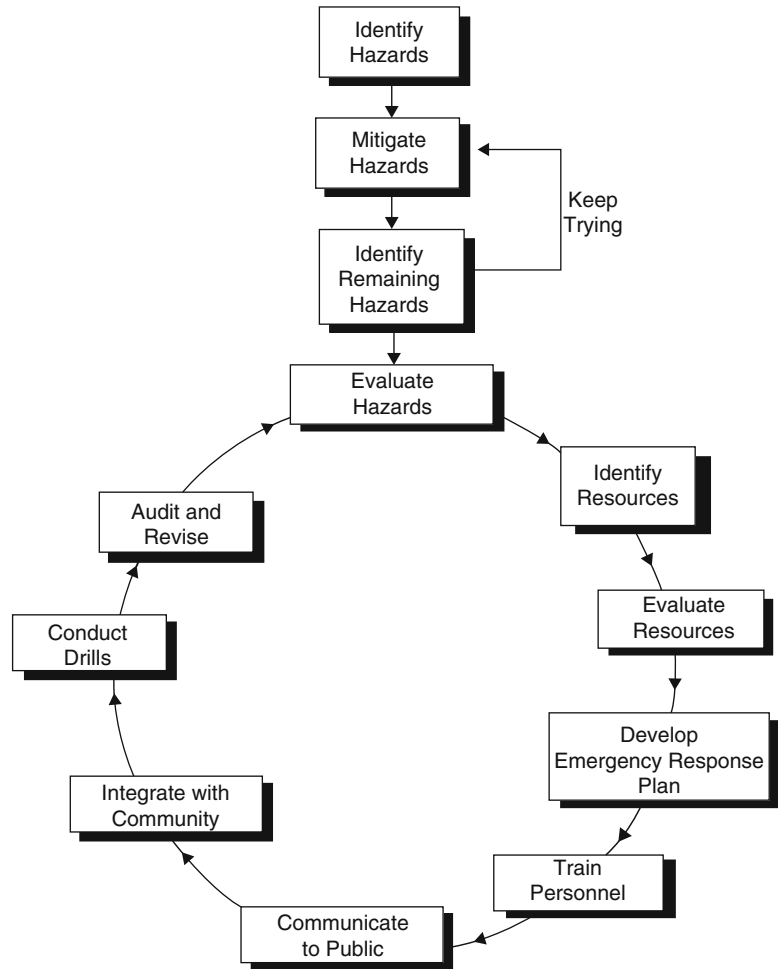 Identify
Hazards
Mitigate
Hazards
Keep
Trying
Identify
Remaining
Hazards
Evaluate
Hazards
Identify
Resources
Evaluate
Resources
Develop
Emergency Response
Plan
Train
Personnel
Communicate
to Public
Integrate with
Community
Conduct
Drills
Audit and
Revise